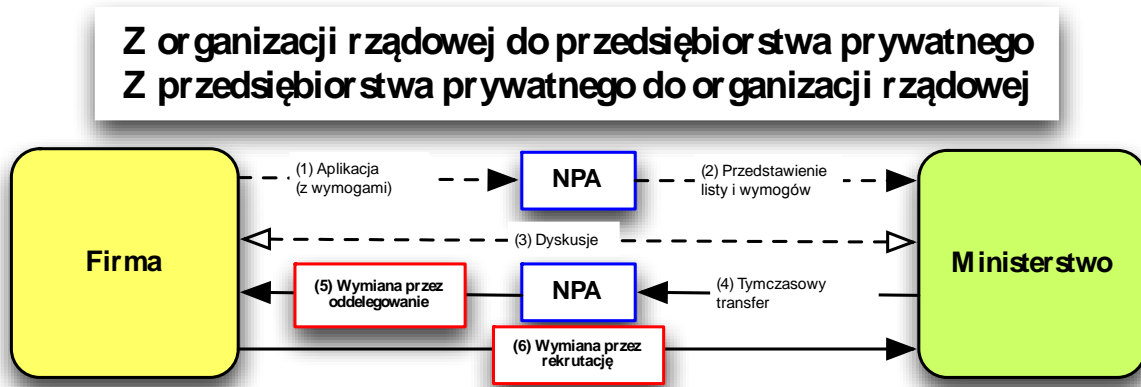 Z organizacji rządowej do przedsiębiorstwa prywatnego
Z przedsiębiorstwa prywatnego do organizacji rządowej
(1) Aplikacja
(z wymogami)
NPA
(2) Przedstawienie
listy i wymogów
(3) Dyskusje
Firma
Ministerstwo
(5) Wymiana przez
oddelegowanie
NPA
(4) Tymczasowy
transfer
(6) Wymiana przez
rekrutację